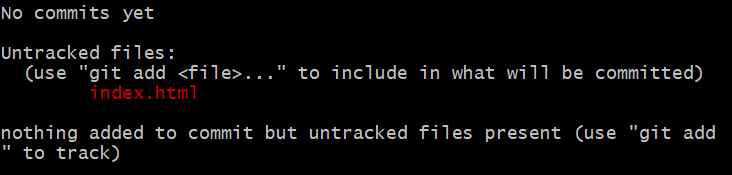 No commits yet
Untracked files:
(use "git add <file>..." to include in what will be committed)
index.html
nothing added to commit but untracked files present (use "git add
" to track)